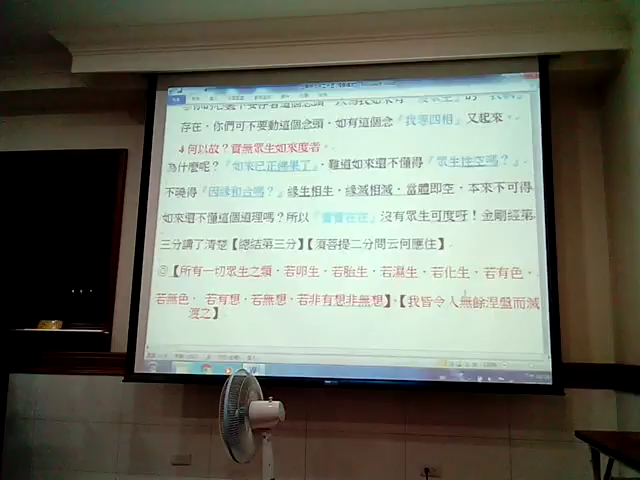 存在，你們可不要動這個念頭。如有這個念『我等四相』又起來。
4何以故？實無眾生如來度者。
為什麼呢？『如來已正佛果了』，難道如來還不懂得『眾生性空嗎？』。
不曉得『因緣和合嗎？』緣生相生，緣滅相滅，當體即空，本來不可得
如來還不懂這個道理嗎？所以『實實在在』沒有眾生可度呀！金剛經第
三分講了清楚【總結第三分】【須菩提二分問云何應住】
◎【所有一切眾生之類，若卵生，若胎生，若濕生，若化生，若有色，
若無色，若有想，若無想，若非有想非無想】，【我皆令入無餘涅槃而滅
渡之】